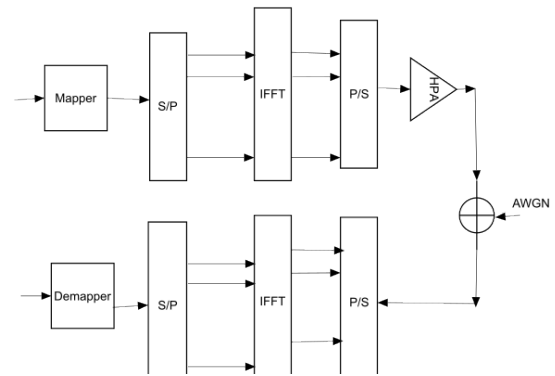 Mapper
S/P
IFFT
P/S
HPA
AWGN
Demapper
S/P
IFFT
P/S